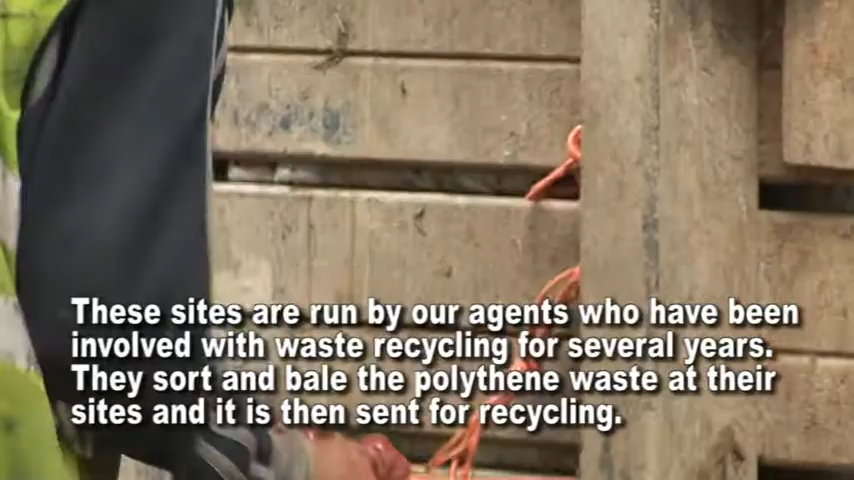 These sites are run by our agents who have been
involved with waste recycling for several years.
They sort and bale the polythene waste at their
sites and it is then sent for recycling.